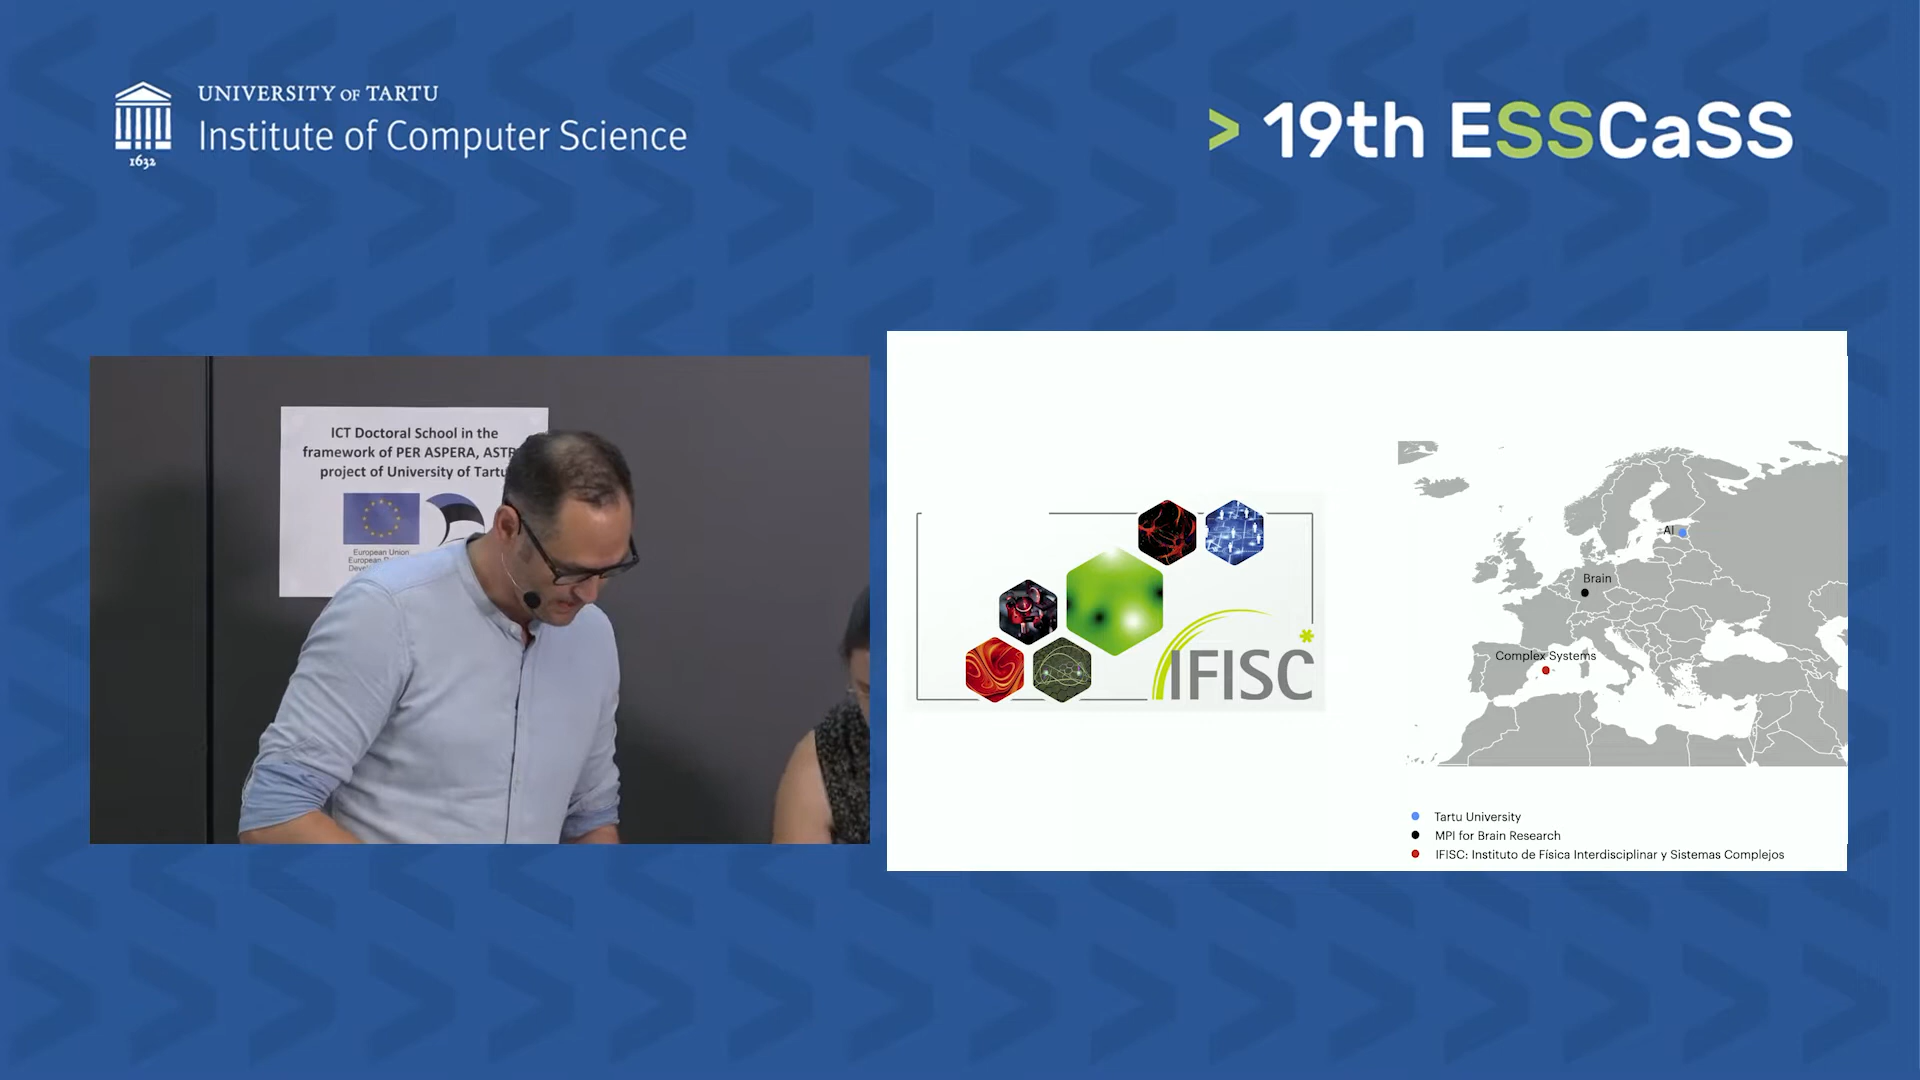 UNIVERSITY OF TARTU
Institute of Computer Science
1632
> 19th ESSCaSS
ICT Doctoral School in the
framework of PER ASPERA, ASTR
project of University of Tartu
European Union
European
IFISC
AI
Brain
Complex Systems
Tartu University
MPI for Brain Research
IFISC: Instituto de Física Interdisciplinar y Sistemas Complejos